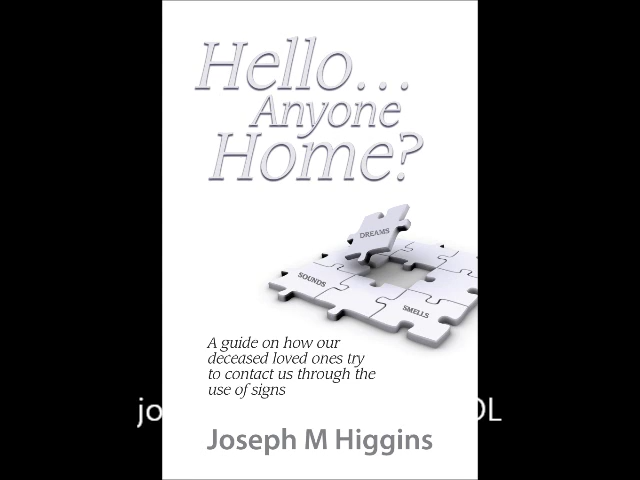 Hello...
Anyone
Home?
DREAMS
SOUNDS
SMELLS
A guide on how our
deceased loved ones try
to contact us through the
use of signs
Joseph M Higgins